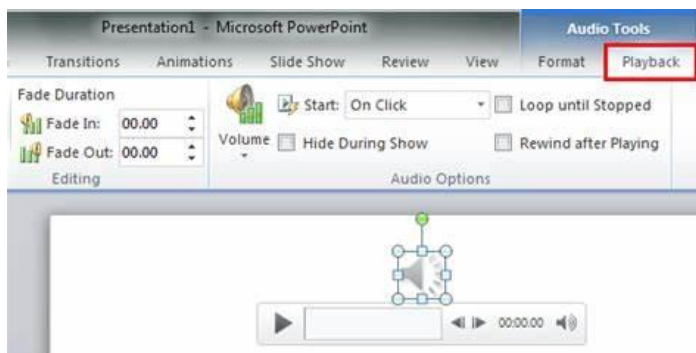 Presentation1 - Microsoft PowerPoint
Audio Tools
Transitions Animations Slide Show Review View Format Playback
Fade Duration
Fade In: 00.00
Fade Out: 00.00
Editing
Volume
Start: On Click
Loop until Stopped
Hide During Show
Rewind after Playing
Audio Options
00:00.00